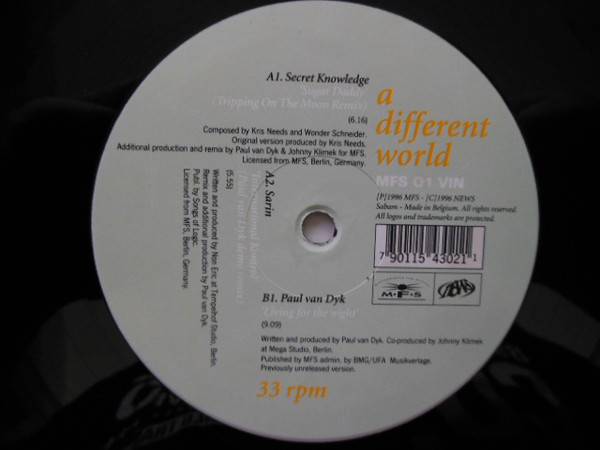 A1. Secret Knowledge
'Sugar Daddy
(Tripping On The Moon Remix)
(6.16)
Composed by Kris Needs and Wonder Schneider.
Original version produced by Kris Needs.
Additional production and remix by Paul van Dyk & Johnny Klimek for MFS.
Licensed from MFS, Berlin, Germany.
a
different
world
MFS 01 VIN
[P]1996 MFS - [C]1996 NEWS
Sabam - Made in Belgium. All rights reserved.
All logos and trademarks are protected.
7 90115 43021 1
M•F•S
A2. Sarin
(5.55)
Written and produced by Non Eric at Tempelhof Studio, Berlin.
Remix and additional production by Paul van Dyk.
Publ. by Songs of Logic.
Licensed from MFS, Berlin, Germany.
B1. Paul van Dyk
'Living for the night'
(9.09)
Written and produced by Paul van Dyk. Co-produced by Johnny Klimek
at Mega Studio, Berlin.
Published by MFS admin. by BMG/UFA Musikverlage.
Previously unreleased version.
33 rpm